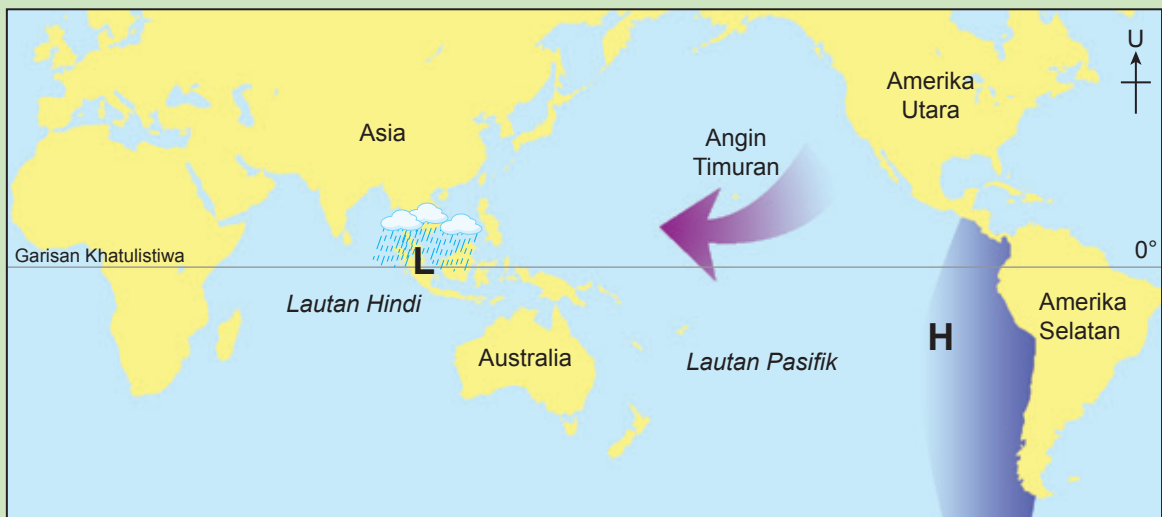 U
Amerika
Utara
Asia
Angin
Timuran
Garisan Khatulistiwa
0°
L
Lautan Hindi
Amerika
Selatan
H
Australia
Lautan Pasifik